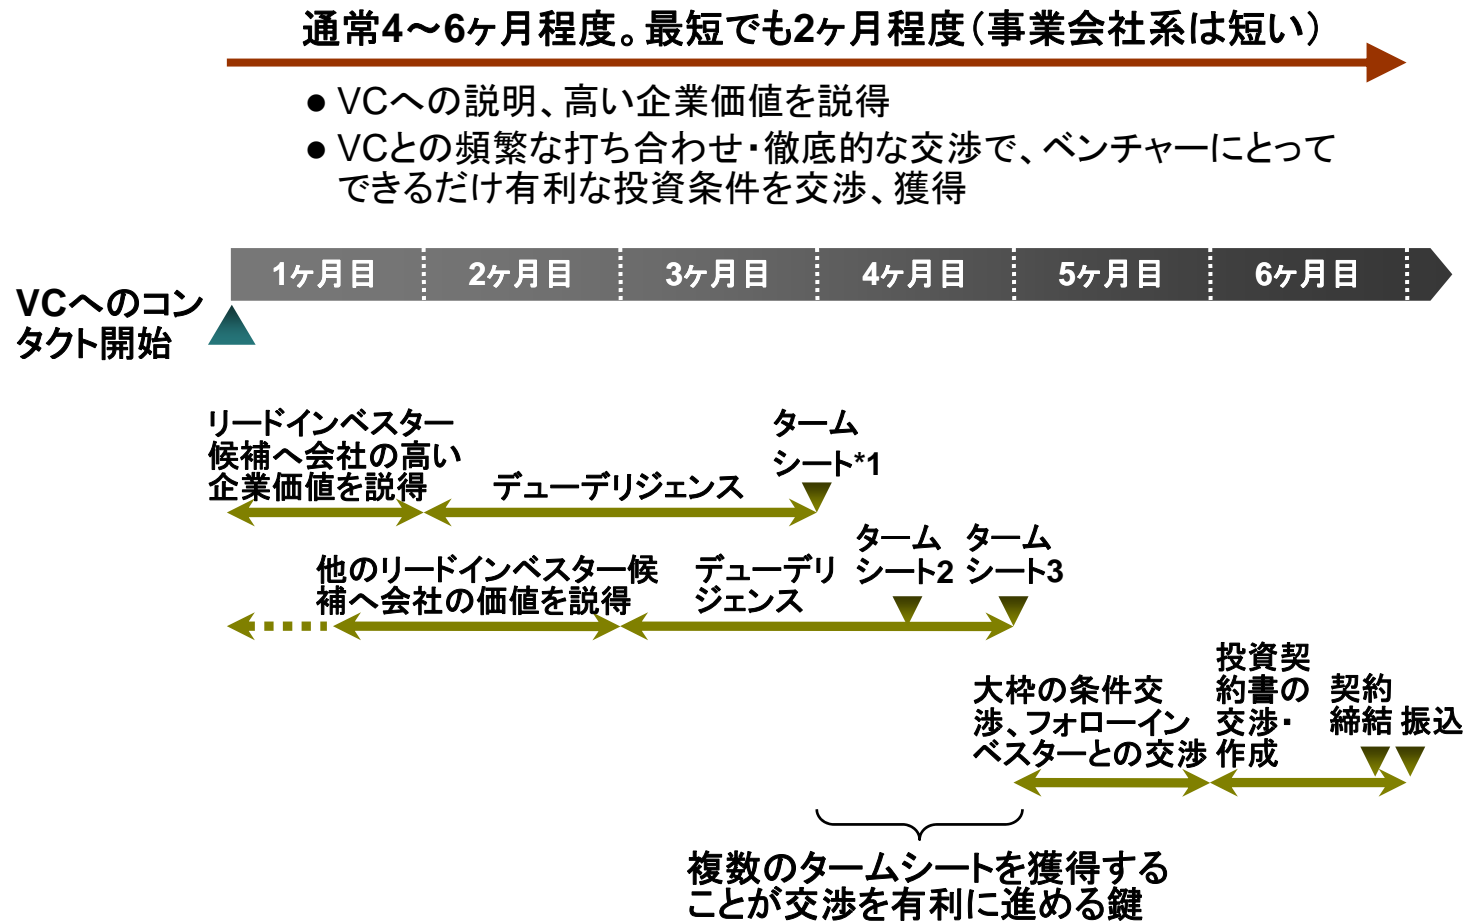 通常4～6ヶ月程度。最短でも2ヶ月程度（事業会社系は短い）
● VCへの説明、高い企業価値を説得
● VCとの頻繁な打ち合わせ・徹底的な交渉で、ベンチャーにとって
できるだけ有利な投資条件を交渉、獲得
1ヶ月目 2ヶ月目 3ヶ月目 4ヶ月目 5ヶ月目 6ヶ月目
VCへのコン
タクト開始
リードインベスター
候補へ会社の高い
企業価値を説得
デューデリジェンス
ターム
シート*1
他のリードインベスター候
補へ会社の価値を説得
デューデリ
ジェンス
ターム
シート2
ターム
シート3
大枠の条件交
渉、フォローイン
ベスターとの交渉
投資契
約書の
交渉・
作成
契約
締結
振込
複数のタームシートを獲得する
ことが交渉を有利に進める鍵